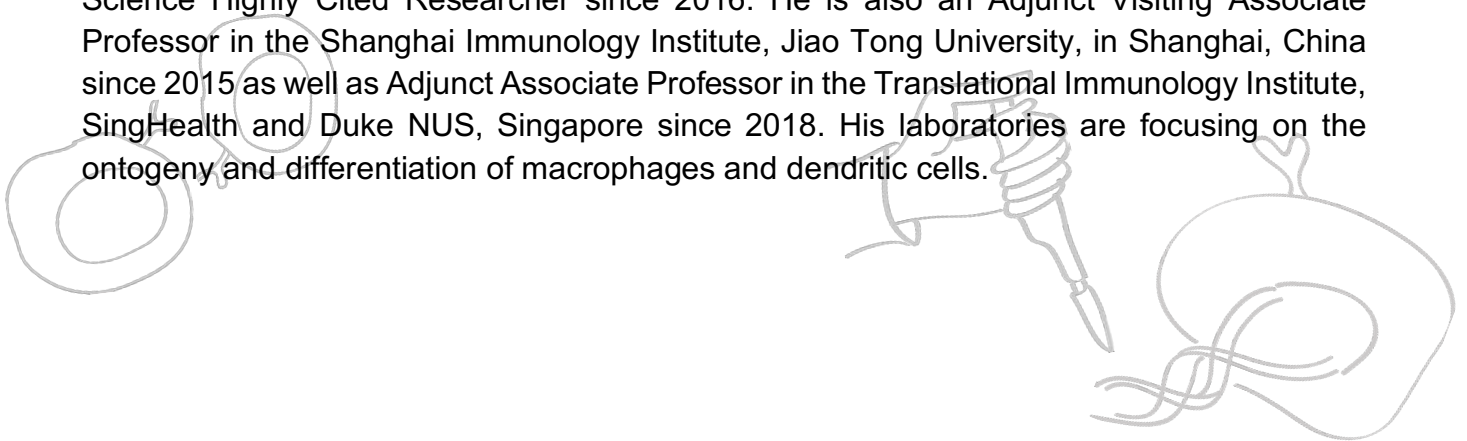 Science Highly Cited Researcher since 2016. He is also an Adjunct Visiting Associate
Professor in the Shanghai Immunology Institute, Jiao Tong University, in Shanghai, China
since 2015 as well as Adjunct Associate Professor in the Translational Immunology Institute,
SingHealth and Duke NUS, Singapore since 2018. His laboratories are focusing on the
ontogeny and differentiation of macrophages and dendritic cells.